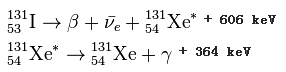 ¹³¹₅₃I → β + ν̄ₑ + ¹³¹₅₄Xe* + 606 keV
¹³¹₅₄Xe* → ¹³¹₅₄Xe + γ + 364 keV